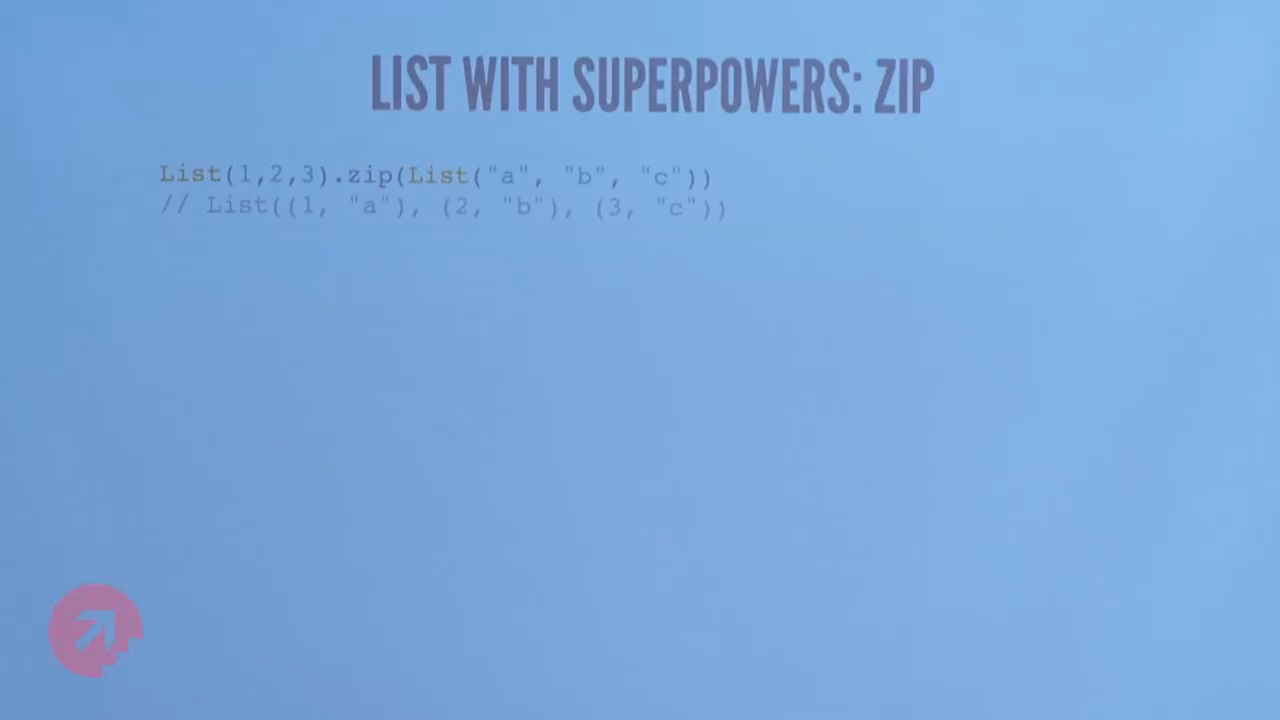 LIST WITH SUPERPOWERS: ZIP
List(1,2,3).zip(List("a", "b", "c"))
// List((1, "a"), (2, "b"), (3, "c"))